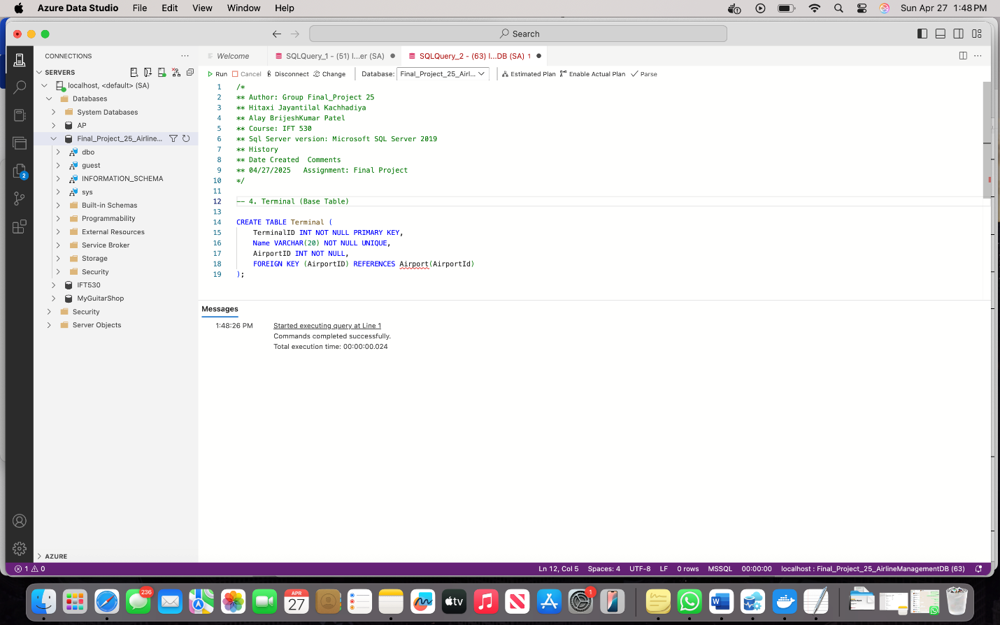 Azure Data Studio File Edit View Window Help Sun Apr 27 1:48 PM
Search
CONNECTIONS
Welcome SQLQuery_1 - (51) l...er (SA) SQLQuery_2 - (63) l...DB (SA) 1
SERVERS
Run Cancel Disconnect Change Database: Final_Project_25_Airl... Estimated Plan Enable Actual Plan Parse
localhost, <default> (SA)
Databases
System Databases
AP
Final_Project_25_Airline...
dbo
guest
INFORMATION_SCHEMA
sys
Built-in Schemas
Programmability
External Resources
Service Broker
Storage
Security
IFT530
MyGuitarShop
Security
Server Objects
AZURE
2
1 /*
2 ** Author: Group Final_Project 25
3 ** Hitaxi Jayantilal Kachhadiya
4 ** Alay BrijeshKumar Patel
5 ** Course: IFT 530
6 ** Sql Server version: Microsoft SQL Server 2019
7 ** History
8 ** Date Created Comments
9 ** 04/27/2025 Assignment: Final Project
10 */
11
12 -- 4. Terminal (Base Table)
13
14 CREATE TABLE Terminal (
15 TerminalID INT NOT NULL PRIMARY KEY,
16 Name VARCHAR(20) NOT NULL UNIQUE,
17 AirportID INT NOT NULL,
18 FOREIGN KEY (AirportID) REFERENCES Airport(AirportId)
19 );
Messages
1:48:26 PM Started executing query at Line 1
Commands completed successfully.
Total execution time: 00:00:00.024
1 0 Ln 12, Col 5 Spaces: 4 UTF-8 LF 0 rows MSSQL 00:00:00 localhost : Final_Project_25_AirlineManagementDB (63)
236
APR
27
tv
1